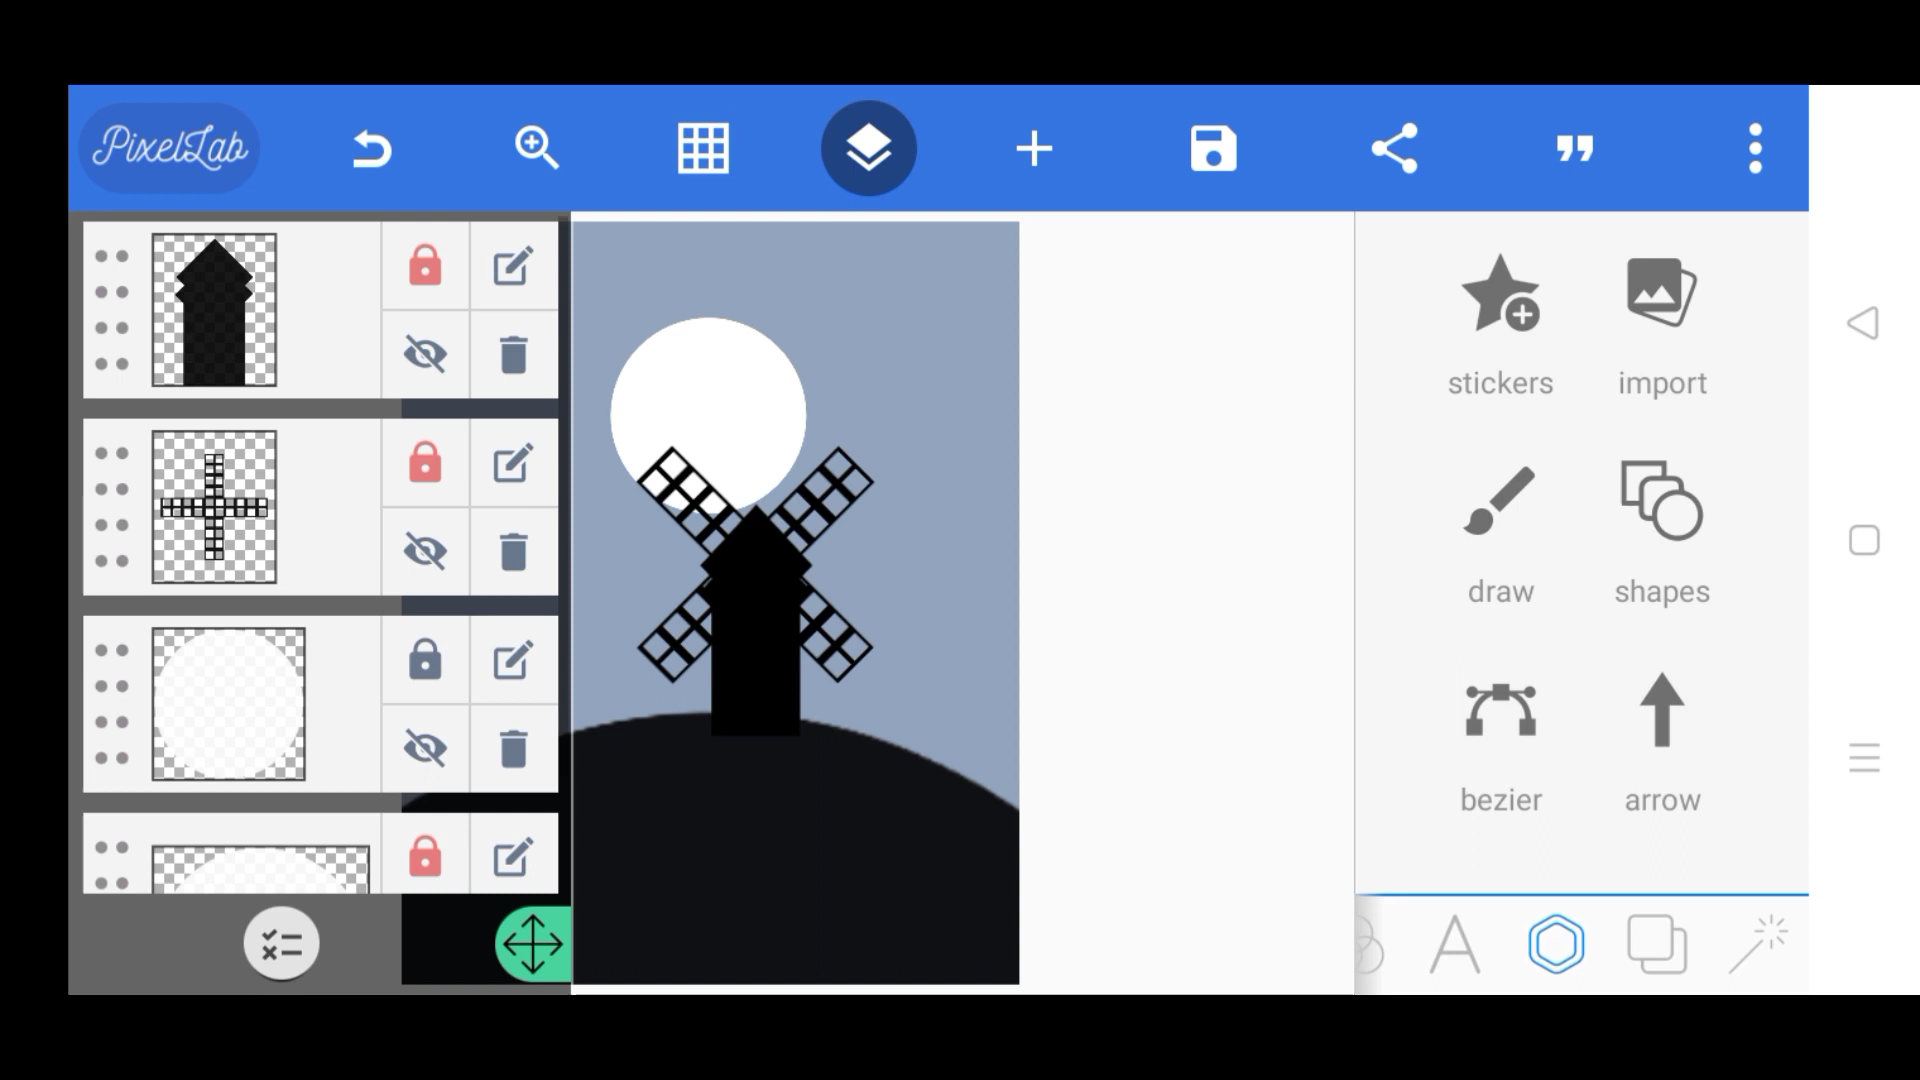 PixelLab
stickers
import
draw
shapes
bezier
arrow